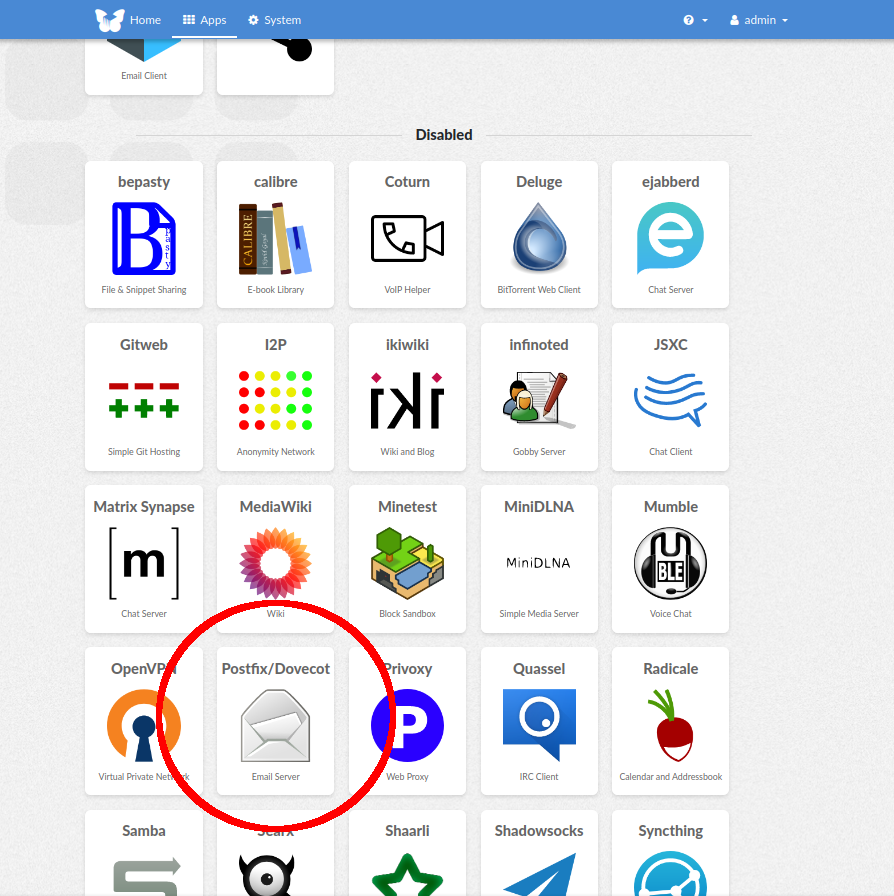 Home Apps System admin
Email Client
Disabled
bepasty calibre Coturn Deluge ejabberd
CALIBRE
File & Snippet Sharing E-book Library VoIP Helper BitTorrent Web Client Chat Server
Gitweb I2P ikiwiki infinoted JSXC
Simple Git Hosting Anonymity Network Wiki and Blog Gobby Server Chat Client
Matrix Synapse MediaWiki Minetest MiniDLNA Mumble
[m] MiniDLNA BLE
Chat Server Wiki Block Sandbox Simple Media Server Voice Chat
OpenVPN Postfix/Dovecot Privoxy Quassel Radicale
P
Virtual Private Network Email Server Web Proxy IRC Client Calendar and Addressbook
Samba Searx Shaarli Shadowsocks Syncthing